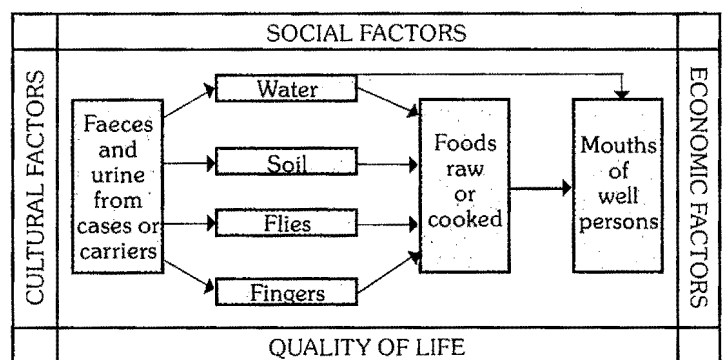 SOCIAL FACTORS
CULTURAL FACTORS
Faeces
and
urine
from
cases or
carriers
Water
Soil
Flies
Fingers
Foods
raw
or
cooked
Mouths
of
well
persons
ECONOMIC FACTORS
QUALITY OF LIFE